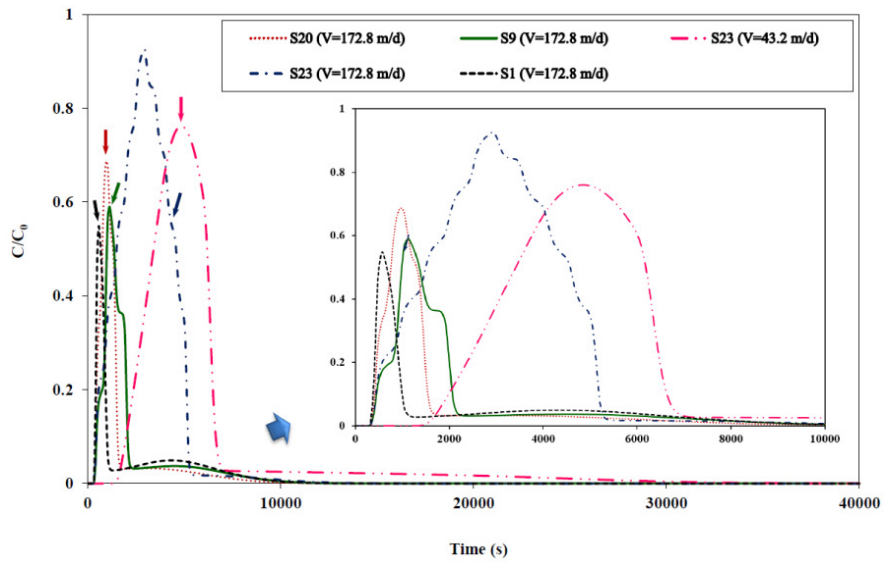 S20 (V=172.8 m/d) S9 (V=172.8 m/d) S23 (V=43.2 m/d)
S23 (V=172.8 m/d) S1 (V=172.8 m/d)
1
0.8
0.6
0.4
0.2
0
C/C0
1
0.8
0.6
0.4
0.2
0
0 2000 4000 6000 8000 10000
0 10000 20000 30000 40000
Time (s)